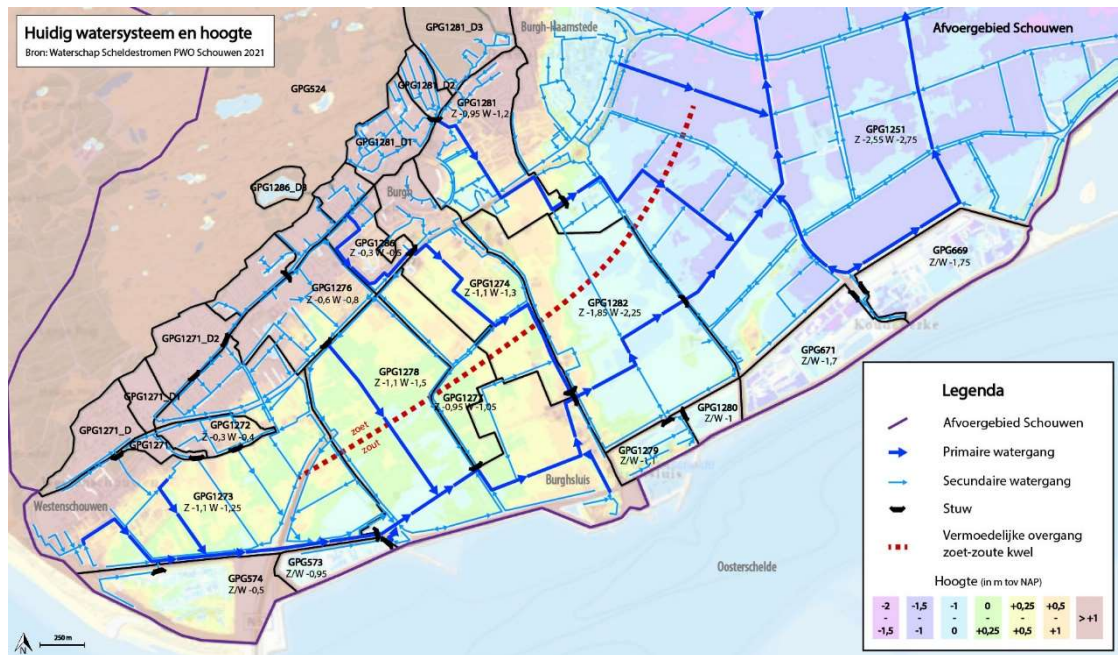 Huidig watersysteem en hoogte
Bron: Waterschap Scheldestromen PWO Schouwen 2021
GPG1281_D3
Burgh-Haamstede
Afvoergebied Schouwen
GPG524
GPG1281_D2
GPG1281
Z -0,95 W -1,2
GPG1281_D1
GPG1251
Z -2,55 W -2,75
GPG1286_D3
Burgh
GPG1286
Z -0,3 W -0,5
GPG669
Z/W -1,75
GPG1274
Z -1,1 W -1,3
GPG1276
Z -0,6 W -0,8
GPG1282
Z -1,85 W -2,25
GPG1271_D2
GPG671
Z/W -1,7
GPG1278
Z -1,1 W -1,5
GPG1271_D1
GPG1275
Z -0,95 W -1,05
GPG1271_D
GPG1272
Z -0,3 W -0,4
GPG1280
Z/W -1
zoet
zout
GPG1271
GPG1279
Z/W -1,1
Burghsluis
GPG1273
Z -1,1 W -1,25
Westenschouwen
GPG573
Z/W -0,95
GPG574
Z/W -0,5
Oosterschelde
N
250 m
Legenda
Afvoergebied Schouwen
Primaire watergang
Secundaire watergang
Stuw
Vermoedelijke overgang
zoet-zoute kwel
Hoogte (in m tov NAP)
-2 -1,5 -1 0 +0,25 +0,5
- - - - - -
-1,5 -1 0 +0,25 +0,5 +1 > +1